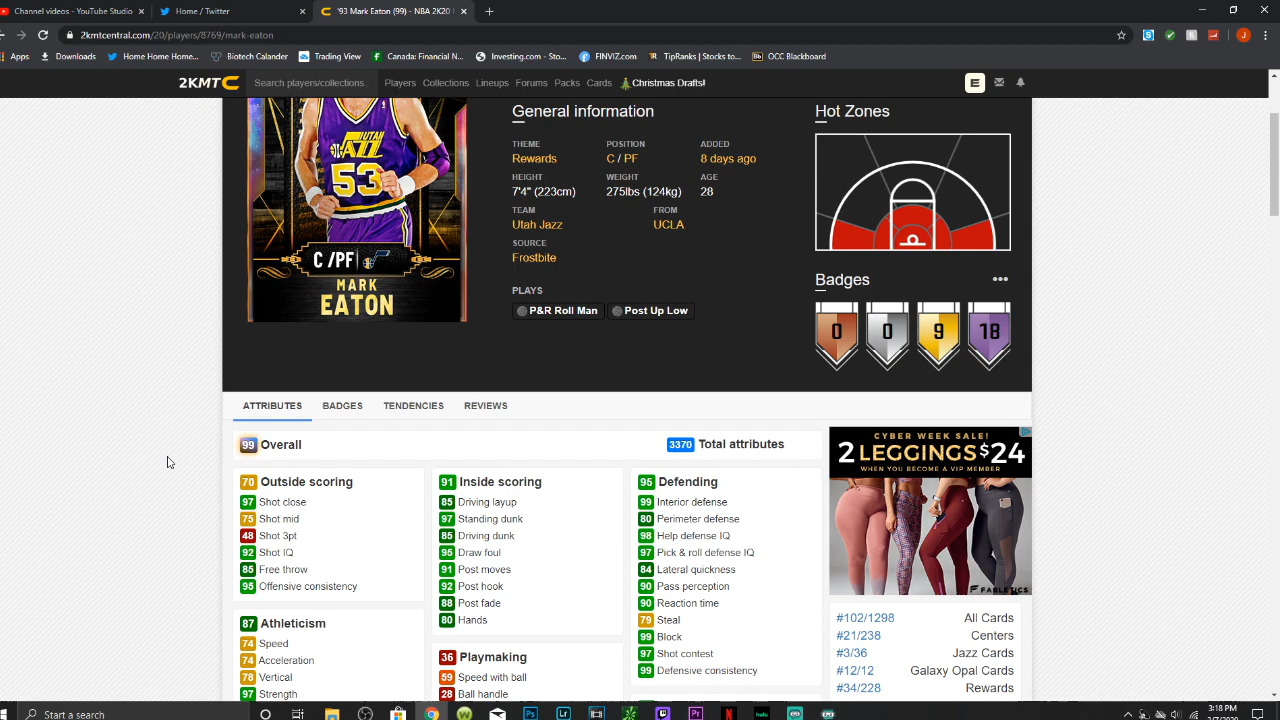 Channel videos - YouTube Studio
Home / Twitter
'93 Mark Eaton (99) - NBA 2K20
2kmtcentral.com/20/players/8769/mark-eaton
Apps
Downloads
Home Home Home...
Biotech Calander
Trading View
Canada: Financial N...
Investing.com - Sto...
FINVIZ.com
TipRanks | Stocks to...
OCC Blackboard
2KMTC
Search players/collections..
Players
Collections
Lineups
Forums
Packs
Cards
Christmas Drafts!
UTAH
JAZZ
53
C /PF
MARK
EATON
General information
THEME
Rewards
POSITION
C / PF
ADDED
8 days ago
HEIGHT
7'4" (223cm)
WEIGHT
275lbs (124kg)
AGE
28
TEAM
Utah Jazz
FROM
UCLA
SOURCE
Frostbite
PLAYS
P&R Roll Man
Post Up Low
Hot Zones
Badges
0
0
9
18
ATTRIBUTES
BADGES
TENDENCIES
REVIEWS
99 Overall
3370 Total attributes
70 Outside scoring
97 Shot close
75 Shot mid
48 Shot 3pt
92 Shot IQ
85 Free throw
95 Offensive consistency
87 Athleticism
74 Speed
74 Acceleration
78 Vertical
97 Strength
91 Inside scoring
85 Driving layup
97 Standing dunk
85 Driving dunk
95 Draw foul
91 Post moves
92 Post hook
88 Post fade
80 Hands
36 Playmaking
59 Speed with ball
28 Ball handle
95 Defending
99 Interior defense
80 Perimeter defense
98 Help defense IQ
97 Pick & roll defense IQ
84 Lateral quickness
90 Pass perception
90 Reaction time
79 Steal
99 Block
97 Shot contest
99 Defensive consistency
CYBER WEEK SALE!
2 LEGGINGS $24
WHEN YOU BECOME A VIP MEMBER
FABLETICS
#102/1298 All Cards
#21/238 Centers
#3/36 Jazz Cards
#12/12 Galaxy Opal Cards
#34/228 Rewards
Start a search
3:18 PM